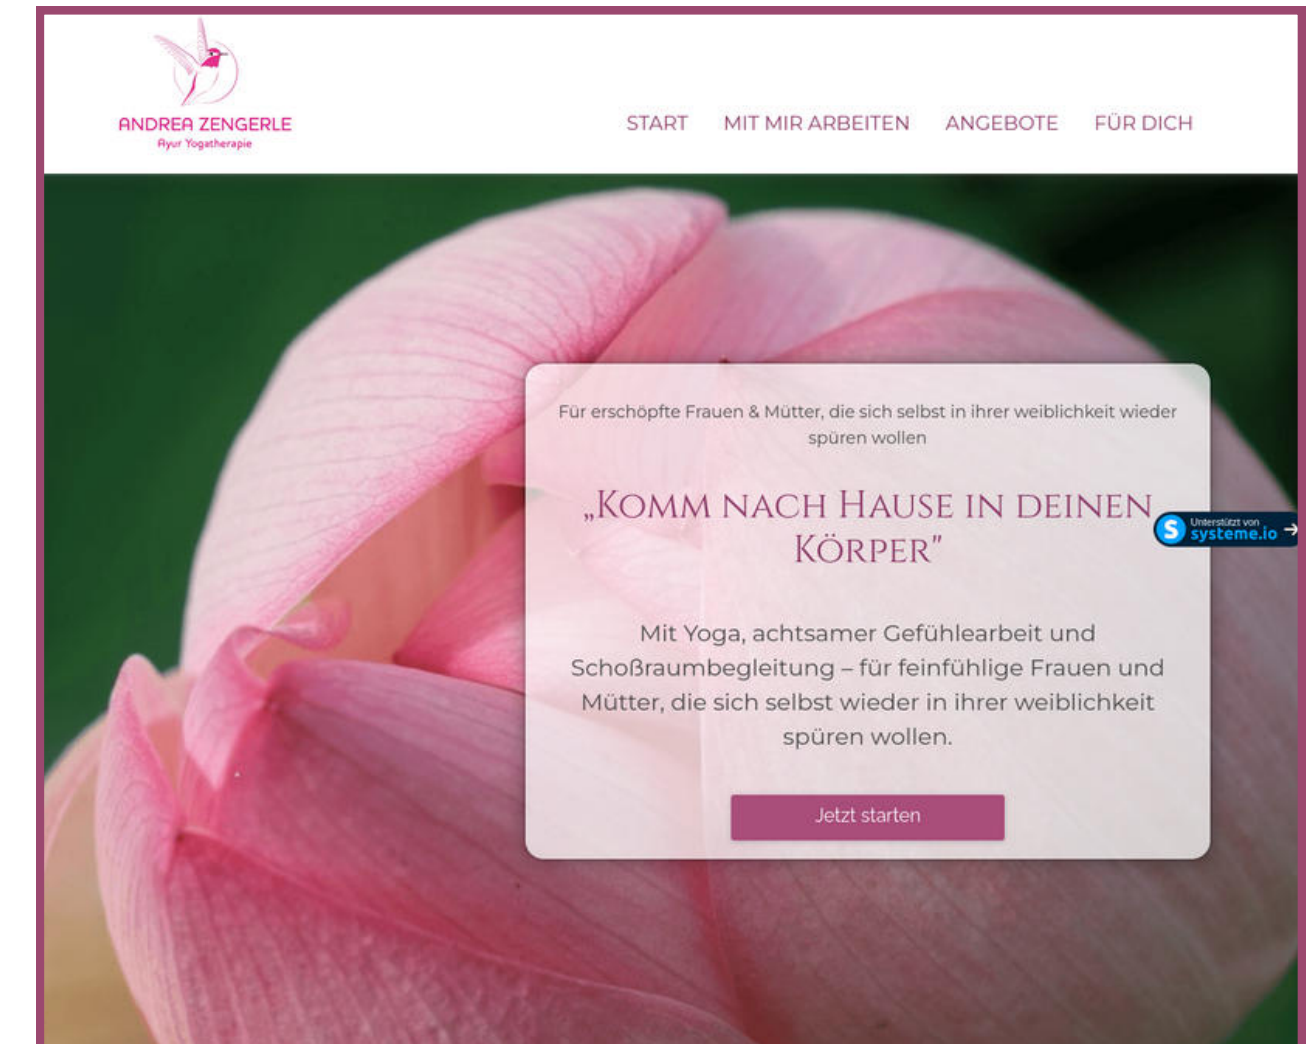 ANDREA ZENGERLE
Ayur Yogatherapie
START MIT MIR ARBEITEN ANGEBOTE FÜR DICH
Für erschöpfte Frauen & Mütter, die sich selbst in ihrer weiblichkeit wieder
spüren wollen
„Komm nach Hause in deinen
Körper"
Unterstützt von
systeme.io
Mit Yoga, achtsamer Gefühlearbeit und
Schoßraumbegleitung – für feinfühlige Frauen und
Mütter, die sich selbst wieder in ihrer weiblichkeit
spüren wollen.
Jetzt starten